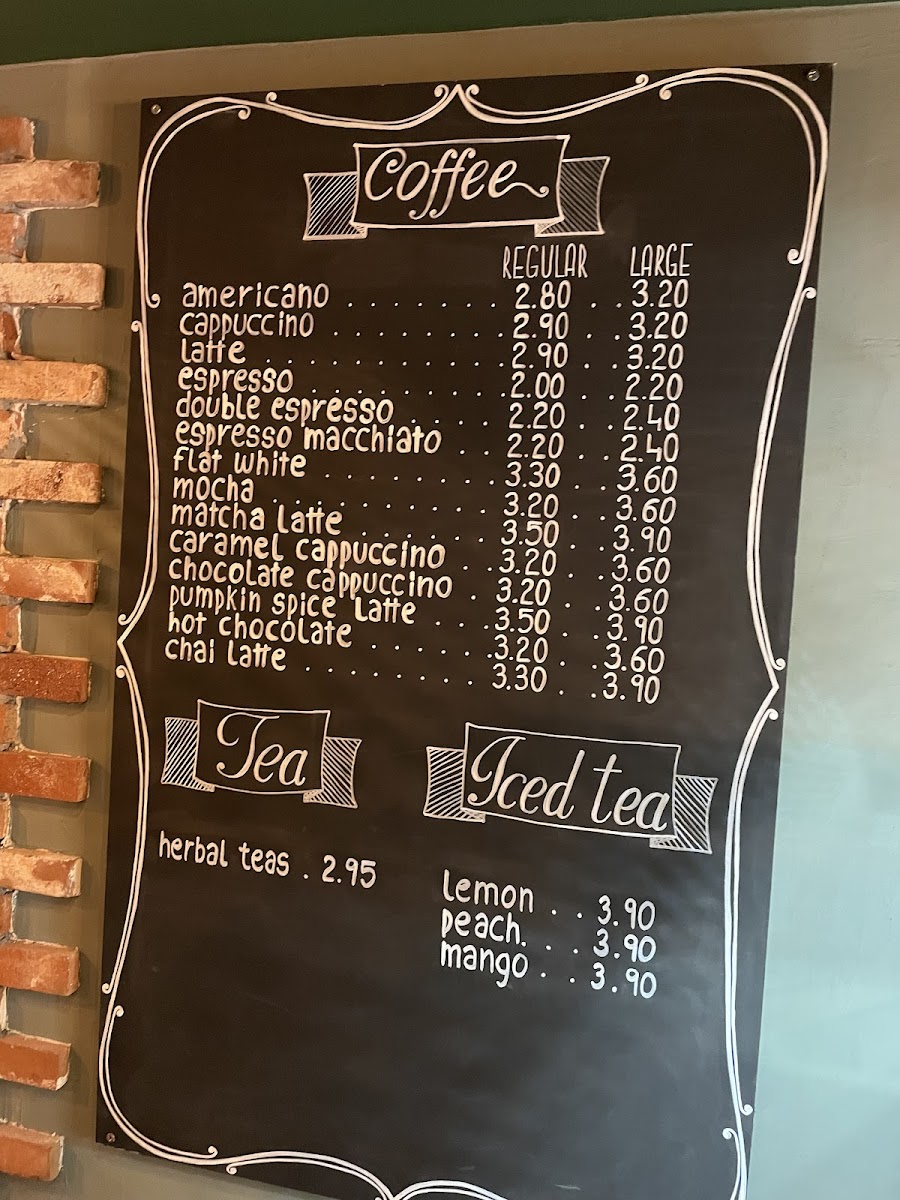 Coffee
REGULAR LARGE
americano . . . . . . . . 2.80 . . 3.20
cappuccino . . . . . . . . 2.90 . . 3.20
latte . . . . . . . . . . . 2.90 . . 3.20
espresso . . . . . . . . . 2.00 . . 2.20
double espresso . . . . 2.20 . . 2.40
espresso macchiato . . 2.20 . . 2.40
flat white . . . . . . . . 3.30 . . 3.60
mocha . . . . . . . . . . 3.20 . . 3.60
matcha latte . . . . . . 3.50 . . 3.90
caramel cappuccino . . 3.20 . . 3.60
chocolate cappuccino . . 3.20 . . 3.60
pumpkin spice latte . . . 3.50 . . 3.90
hot chocolate . . . . . . 3.20 . . 3.60
chai latte . . . . . . . . 3.30 . . 3.90
Tea
herbal teas . 2.95
Iced tea
lemon . . 3.90
peach. . . 3.90
mango . . 3.90